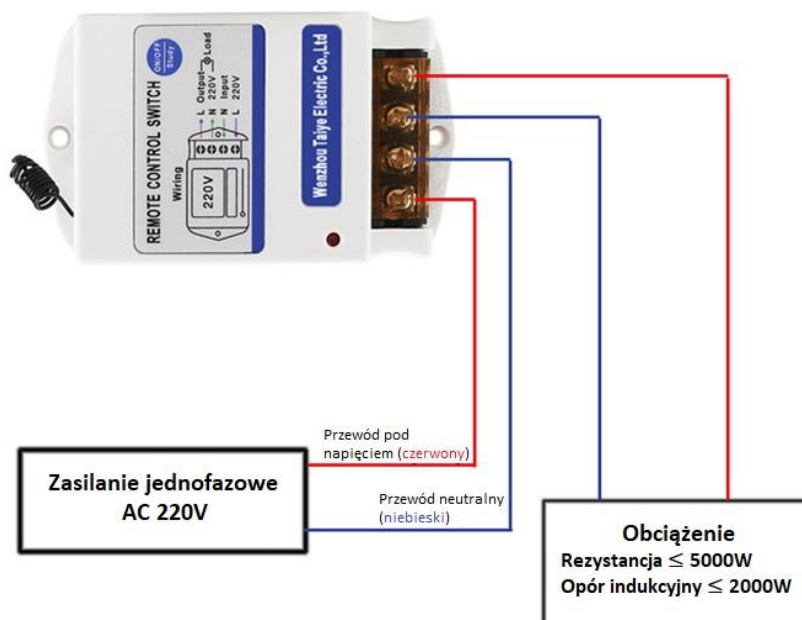 ON/OFF
Study
REMOTE CONTROL SWITCH
Wiring
220V
L Output
N 220V
Load
N Input
L 220V
Wenzhou Taiye Electric Co.,Ltd
Przewód pod
napięciem (czerwony)
Zasilanie jednofazowe
AC 220V
Przewód neutralny
(niebieski)
Obciążenie
Rezystancja ≤ 5000W
Opór indukcyjny ≤ 2000W